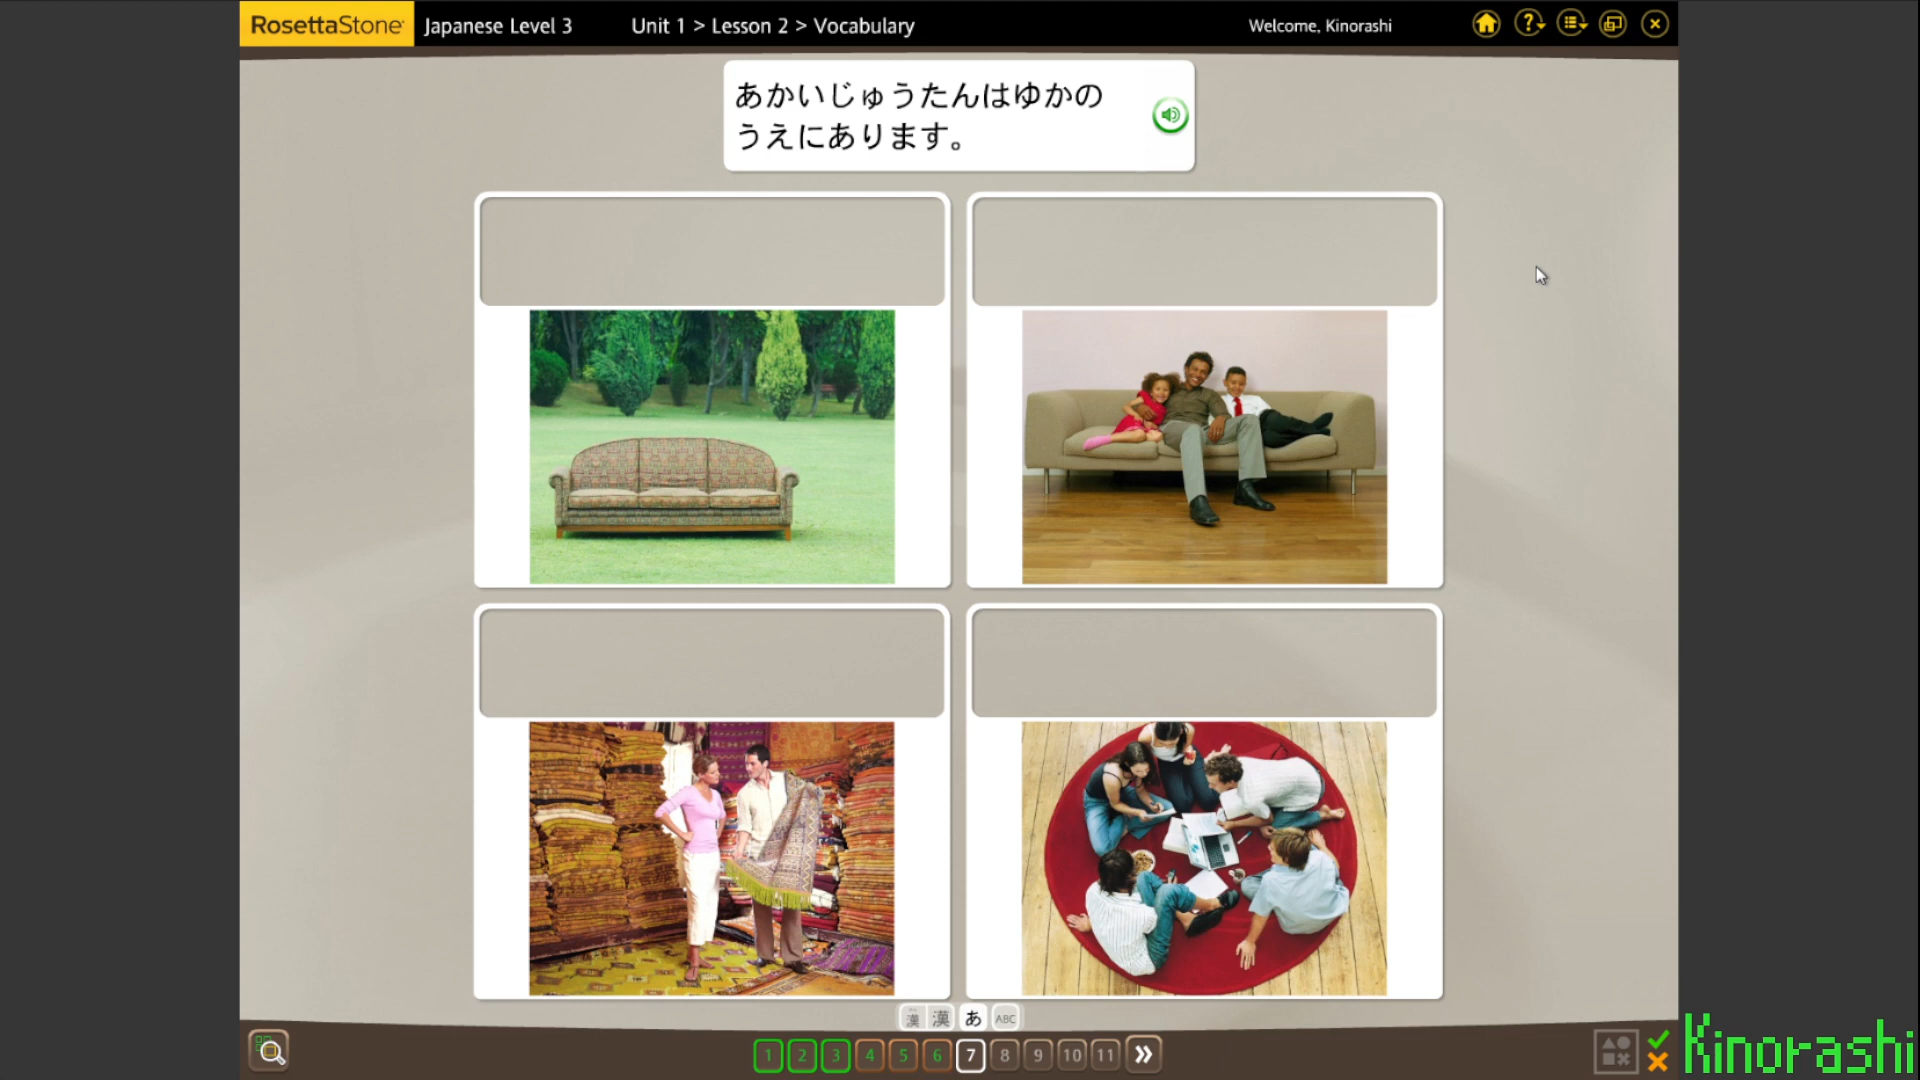 RosettaStone
Japanese Level 3
Unit 1 > Lesson 2 > Vocabulary
Welcome, Kinorashi
あかいじゅうたんはゆかの
うえにあります。
漢 漢 あ ABC
1 2 3 4 5 6 7 8 9 10 11
Kinorashi